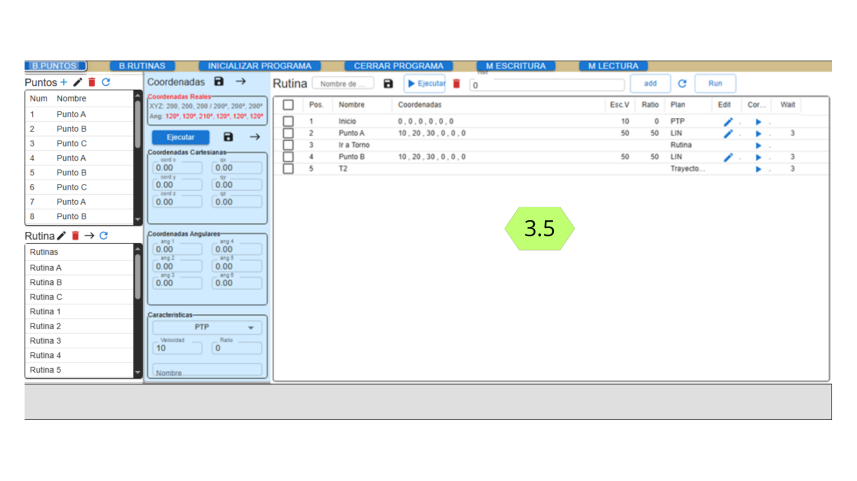 B.PUNTOS B.RUTINAS INICIALIZAR PROGRAMA CERRAR PROGRAMA M ESCRITURA M LECTURA
Puntos
Num Nombre
1 Punto A
2 Punto B
3 Punto C
4 Punto A
5 Punto B
6 Punto C
7 Punto A
8 Punto B
Rutina
Rutinas
Rutina A
Rutina B
Rutina C
Rutina 1
Rutina 2
Rutina 3
Rutina 4
Rutina 5
Coordenadas
Coordenadas Reales
XYZ: 200, 200, 200 / 200º, 200º, 200º
Ang: 120º, 120º, 210º, 120º, 120º, 120º
Ejecutar
Coordenadas Cartesianas
cord x qx
0.00 0.00
cord y qy
0.00 0.00
cord z qz
0.00 0.00
Coordenadas Angulares
ang 1 ang 4
0.00 0.00
ang 2 ang 5
0.00 0.00
ang 3 ang 6
0.00 0.00
Caracteristicas
PTP
Velocidad Ratio
10 0
Nombre
Rutina Nombre de ... Ejecutar 0 add Run
Pos. Nombre Coordenadas Esc.V Ratio Plan Edit Cor... Wait
1 Inicio 0 , 0 , 0 , 0 , 0 , 0 10 0 PTP .
2 Punto A 10 , 20 , 30 , 0 , 0 , 0 50 50 LIN . . 3
3 Ir a Torno Rutina .
4 Punto B 10 , 20 , 30 , 0 , 0 , 0 50 50 LIN . . 3
5 T2 Trayecto... . 3
3.5